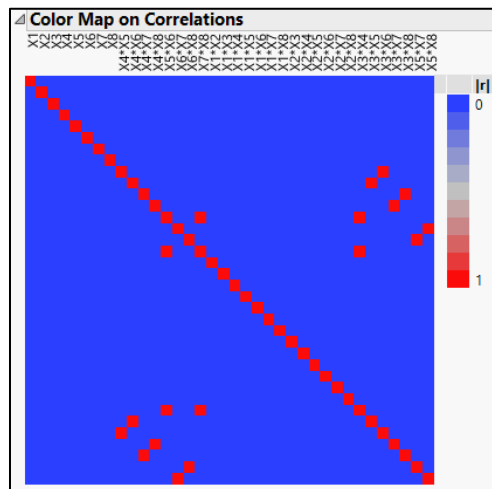 Color Map on Correlations
X1
X2
X3
X4
X5
X6
X7
X8
X4*X5
X4*X6
X4*X7
X4*X8
X5*X6
X6*X7
X6*X8
X7*X8
X1*X2
X1*X3
X1*X4
X1*X5
X1*X6
X1*X7
X1*X8
X2*X3
X2*X4
X2*X5
X2*X6
X2*X7
X2*X8
X3*X4
X3*X5
X3*X6
X3*X7
X3*X8
X5*X7
X5*X8
|r|
0
1